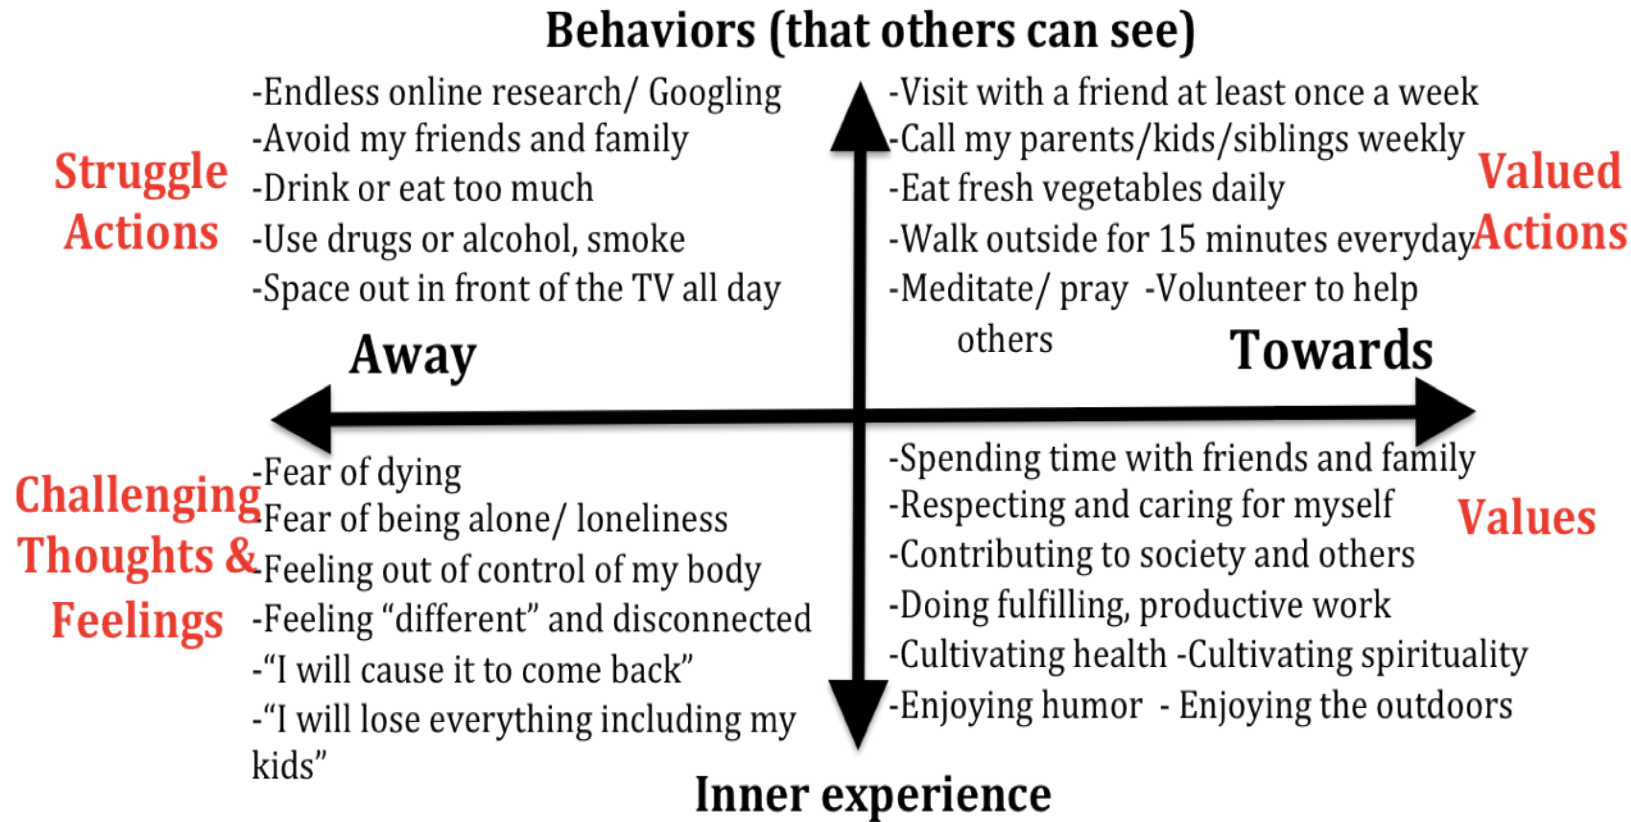 Behaviors (that others can see)
Struggle
Actions
-Endless online research/ Googling
-Avoid my friends and family
-Drink or eat too much
-Use drugs or alcohol, smoke
-Space out in front of the TV all day
-Visit with a friend at least once a week
-Call my parents/kids/siblings weekly
-Eat fresh vegetables daily
-Walk outside for 15 minutes everyday
-Meditate/ pray -Volunteer to help
others
Valued
Actions
Away
Towards
Challenging
Thoughts &
Feelings
-Fear of dying
-Fear of being alone/ loneliness
-Feeling out of control of my body
-Feeling “different” and disconnected
-“I will cause it to come back”
-“I will lose everything including my
kids”
-Spending time with friends and family
-Respecting and caring for myself
-Contributing to society and others
-Doing fulfilling, productive work
-Cultivating health -Cultivating spirituality
-Enjoying humor - Enjoying the outdoors
Values
Inner experience